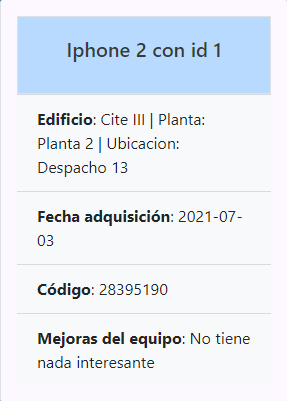 Iphone 2 con id 1
Edificio: Cite III | Planta:
Planta 2 | Ubicacion:
Despacho 13
Fecha adquisición: 2021-07-
03
Código: 28395190
Mejoras del equipo: No tiene
nada interesante